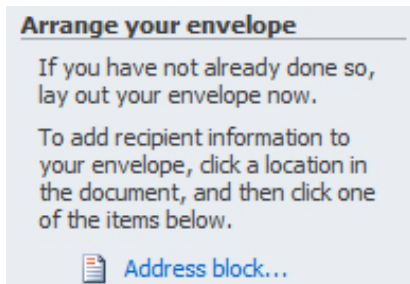 Arrange your envelope
If you have not already done so,
lay out your envelope now.
To add recipient information to
your envelope, click a location in
the document, and then click one
of the items below.
Address block...